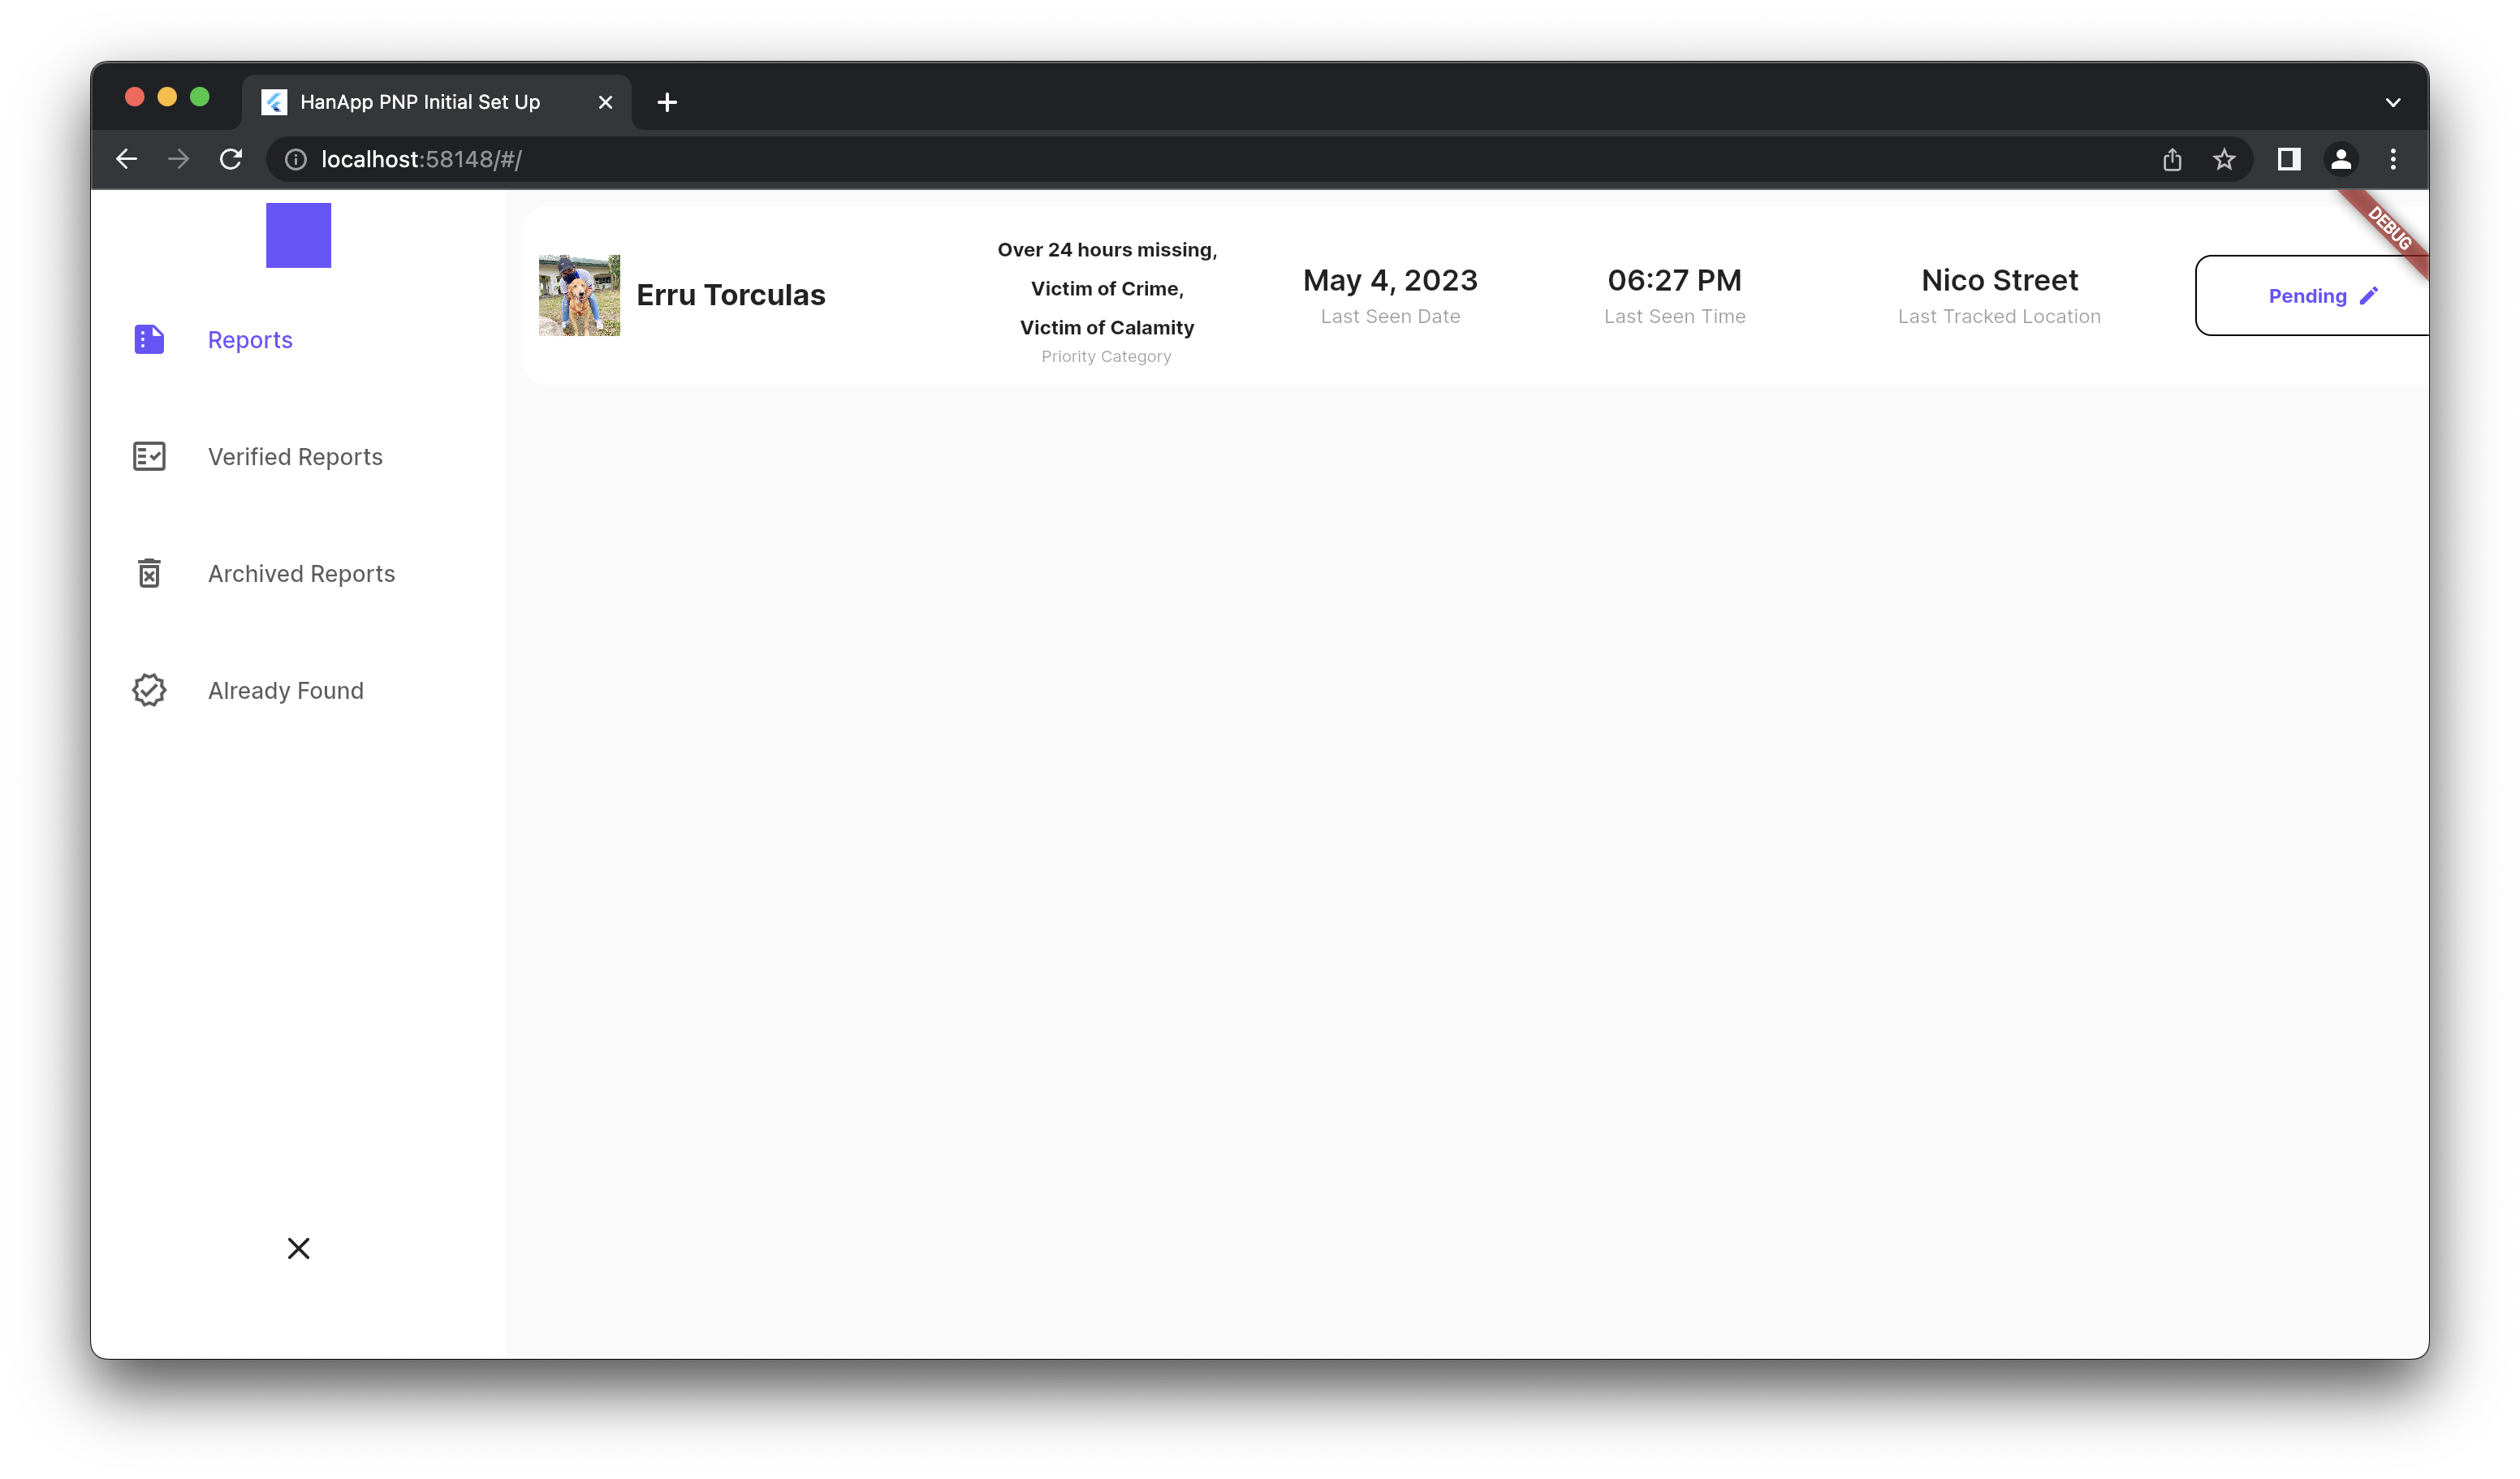 HanApp PNP Initial Set Up
localhost:58148/#/
DEBUG
Reports
Verified Reports
Archived Reports
Already Found
Erru Torculas
Over 24 hours missing,
Victim of Crime,
Victim of Calamity
Priority Category
May 4, 2023
Last Seen Date
06:27 PM
Last Seen Time
Nico Street
Last Tracked Location
Pending